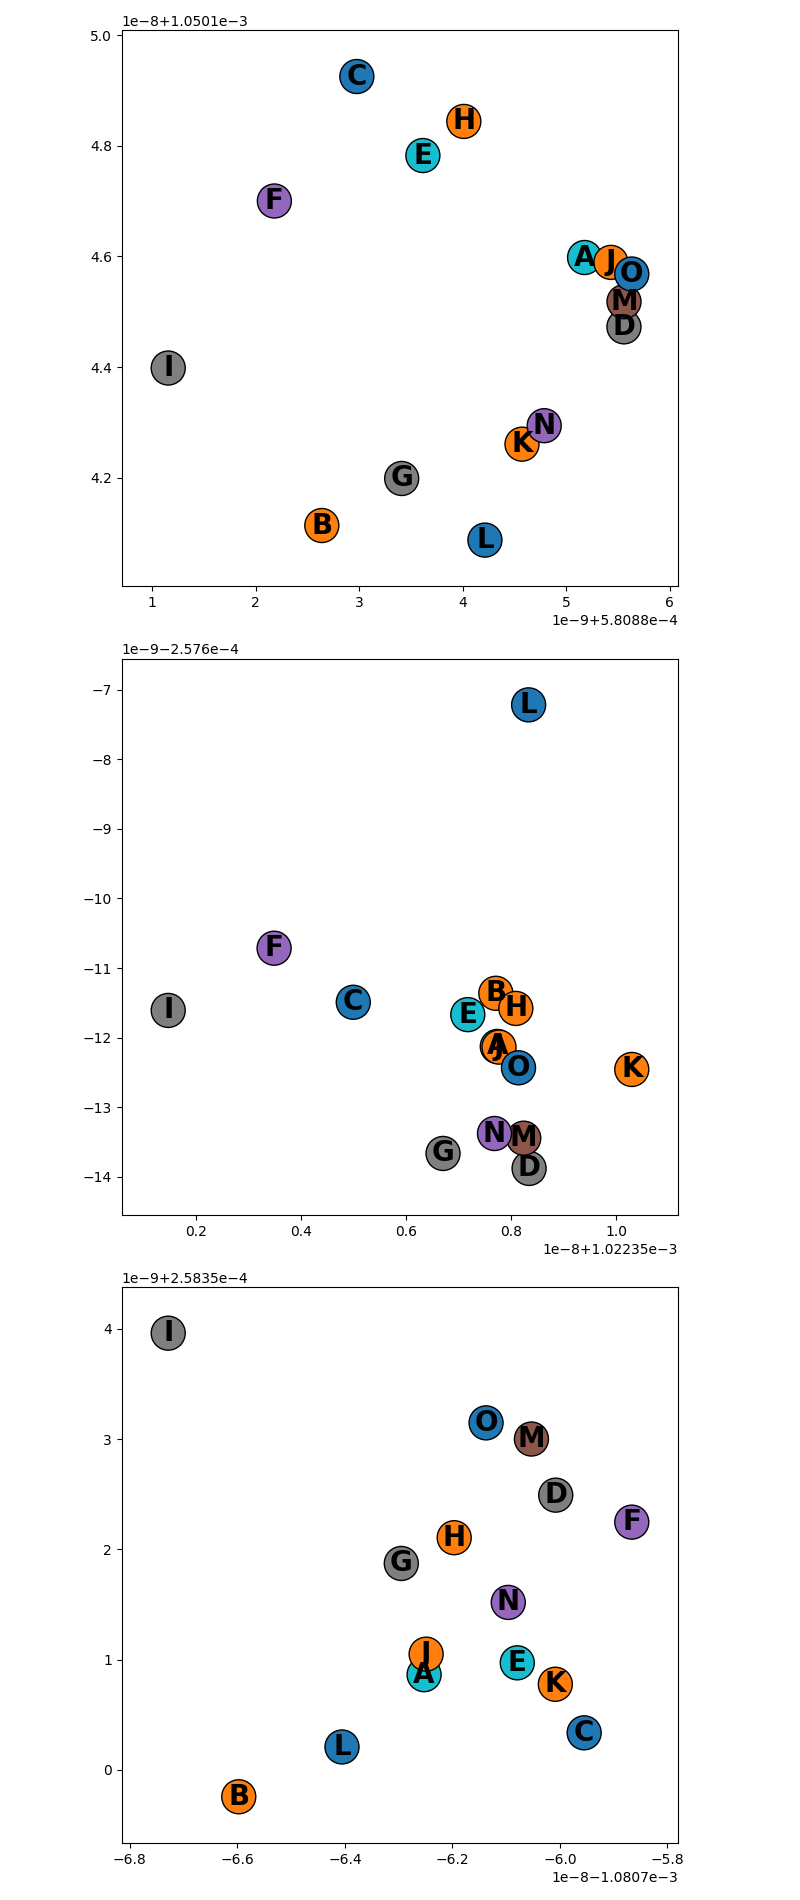 1e−8+1.0501e−3
5.0
C
H
4.8
E
F
4.6
A J O
M
D
4.4
I
N
K
4.2
G
B
L
1 2 3 4 5 6
1e−9+5.8088e−4
1e−9−2.576e−4
−7
L
−8
−9
−10
F
−11
B
C
H
I
E
−12
A
J
O
K
−13
N M
G
D
−14
0.2 0.4 0.6 0.8 1.0
1e−8+1.02235e−3
1e−9+2.5835e−4
4
I
O
3
M
D
F
2
H
G
N
J
1
E
A
K
C
L
0
B
−6.8 −6.6 −6.4 −6.2 −6.0 −5.8
1e−8−1.0807e−3